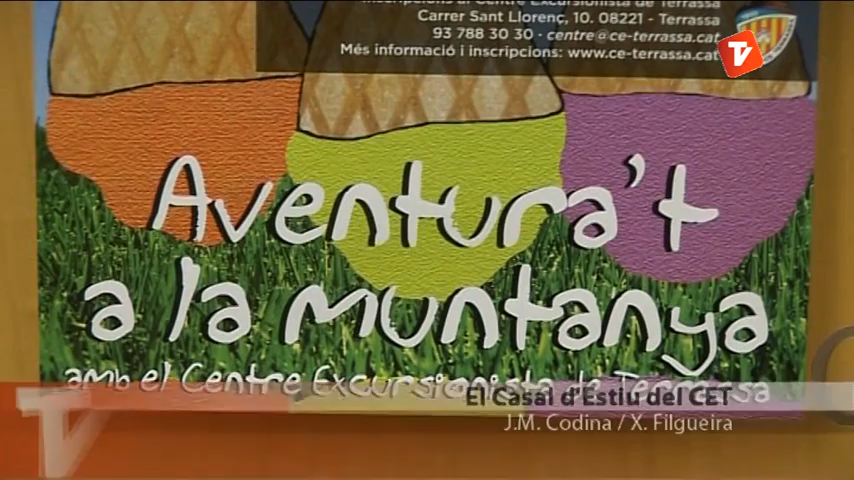 Inscripcions al Centre Excursionista de Terrassa
Carrer Sant Llorenç, 10. 08221 - Terrassa
93 788 30 30 · centre@ce-terrassa.cat
Més informació i inscripcions: www.ce-terrassa.cat
Aventura't
a la muntanya
amb el Centre Excursionista de Terrassa
El Casal d'Estiu del CET
J.M. Codina / X. Filgueira